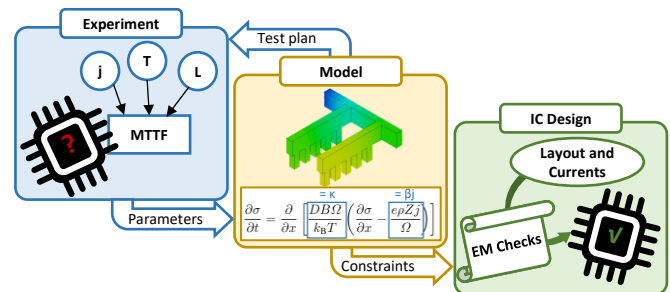 Experiment
Test plan
j
T
L
MTTF
?
Parameters
Model
= κ
= βj
∂σ/∂t = ∂/∂x [ DBΩ/k_BT ( ∂σ/∂x − eρZj/Ω ) ]
Constraints
IC Design
Layout and
Currents
EM Checks
√